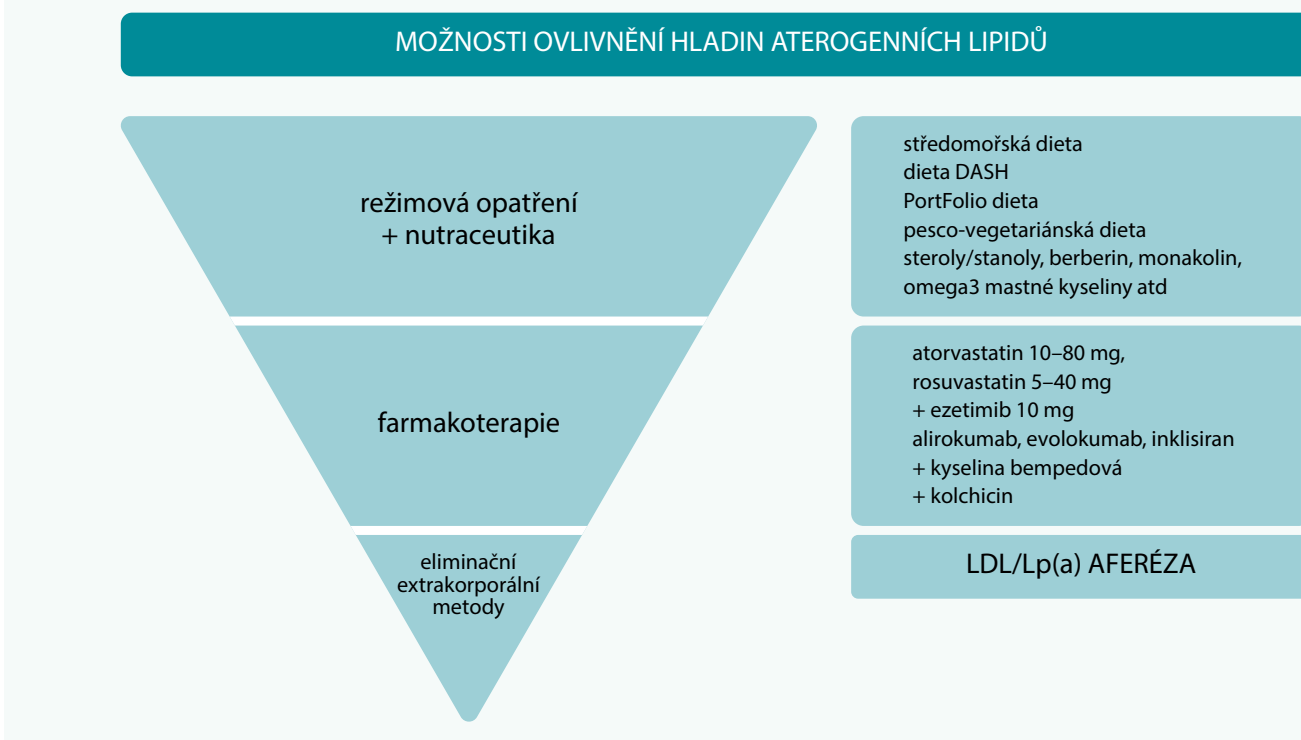 MOŽNOSTI OVLIVNĚNÍ HLADIN ATEROGENNÍCH LIPIDŮ
režimová opatření
+ nutraceutika
středomořská dieta
dieta DASH
PortFolio dieta
pesco-vegetariánská dieta
steroly/stanoly, berberin, monakolin,
omega3 mastné kyseliny atd
farmakoterapie
atorvastatin 10–80 mg,
rosuvastatin 5–40 mg
+ ezetimib 10 mg
alirokumab, evolokumab, inklisiran
+ kyselina bempedová
+ kolchicin
eliminační
extrakorporální
metody
LDL/Lp(a) AFERÉZA